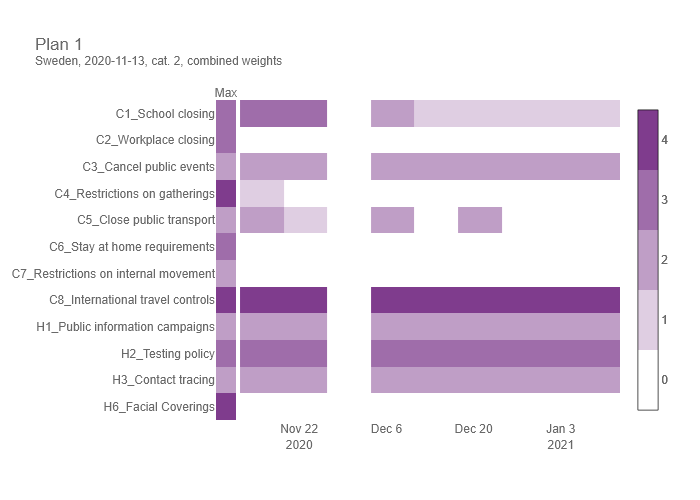 Plan 1
Sweden, 2020-11-13, cat. 2, combined weights
Max
C1_School closing
C2_Workplace closing
C3_Cancel public events
C4_Restrictions on gatherings
C5_Close public transport
C6_Stay at home requirements
C7_Restrictions on internal movement
C8_International travel controls
H1_Public information campaigns
H2_Testing policy
H3_Contact tracing
H6_Facial Coverings
4
3
2
1
0
Nov 22 Dec 6 Dec 20 Jan 3
2020 2021